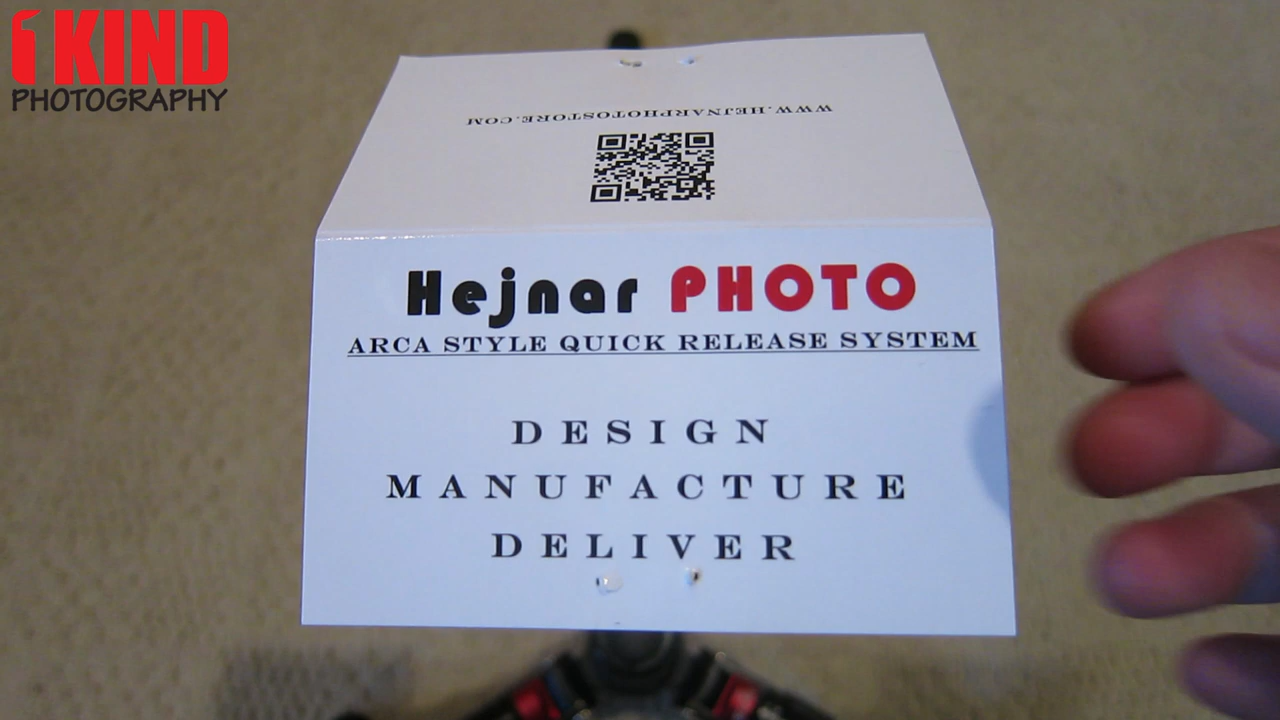 1KIND
PHOTOGRAPHY
WWW.HEJNARPHOTOSTORE.COM
Hejnar PHOTO
ARCA STYLE QUICK RELEASE SYSTEM
DESIGN
MANUFACTURE
DELIVER